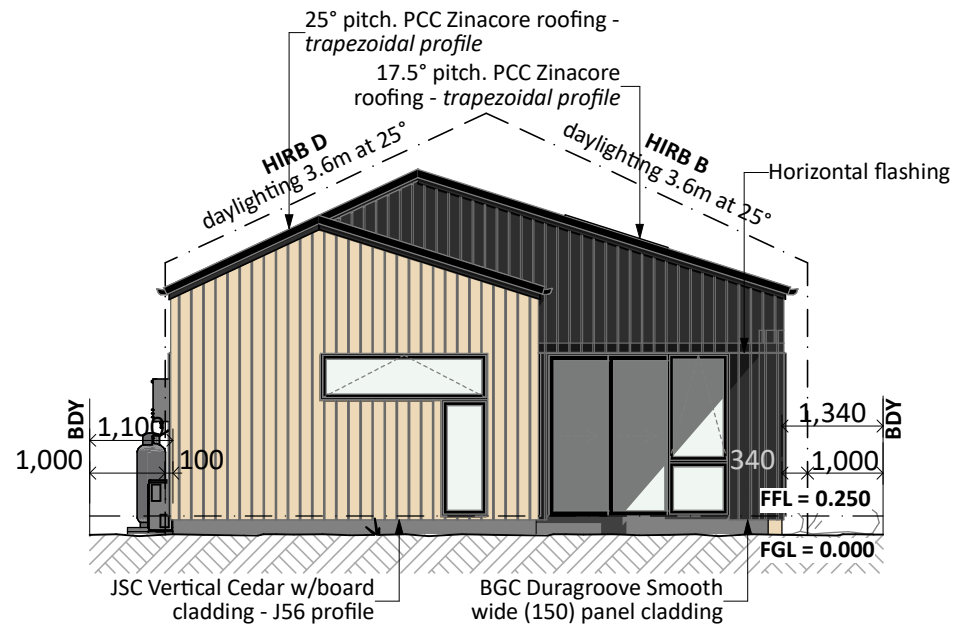 25° pitch. PCC Zinacore roofing -
trapezoidal profile
17.5° pitch. PCC Zinacore
roofing - trapezoidal profile
HIRB D
daylighting 3.6m at 25°
HIRB B
daylighting 3.6m at 25°
Horizontal flashing
BDY
1,100
1,000
100
1,340
BDY
340
1,000
FFL = 0.250
FGL = 0.000
JSC Vertical Cedar w/board
cladding - J56 profile
BGC Duragroove Smooth
wide (150) panel cladding